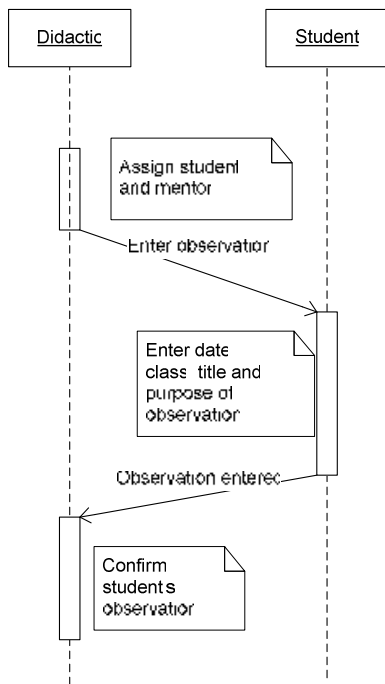 Didactic
Student
Assign student
and mentor
Enter observation
Enter date
class title and
purpose of
observation
Observation entered
Confirm
students
observation